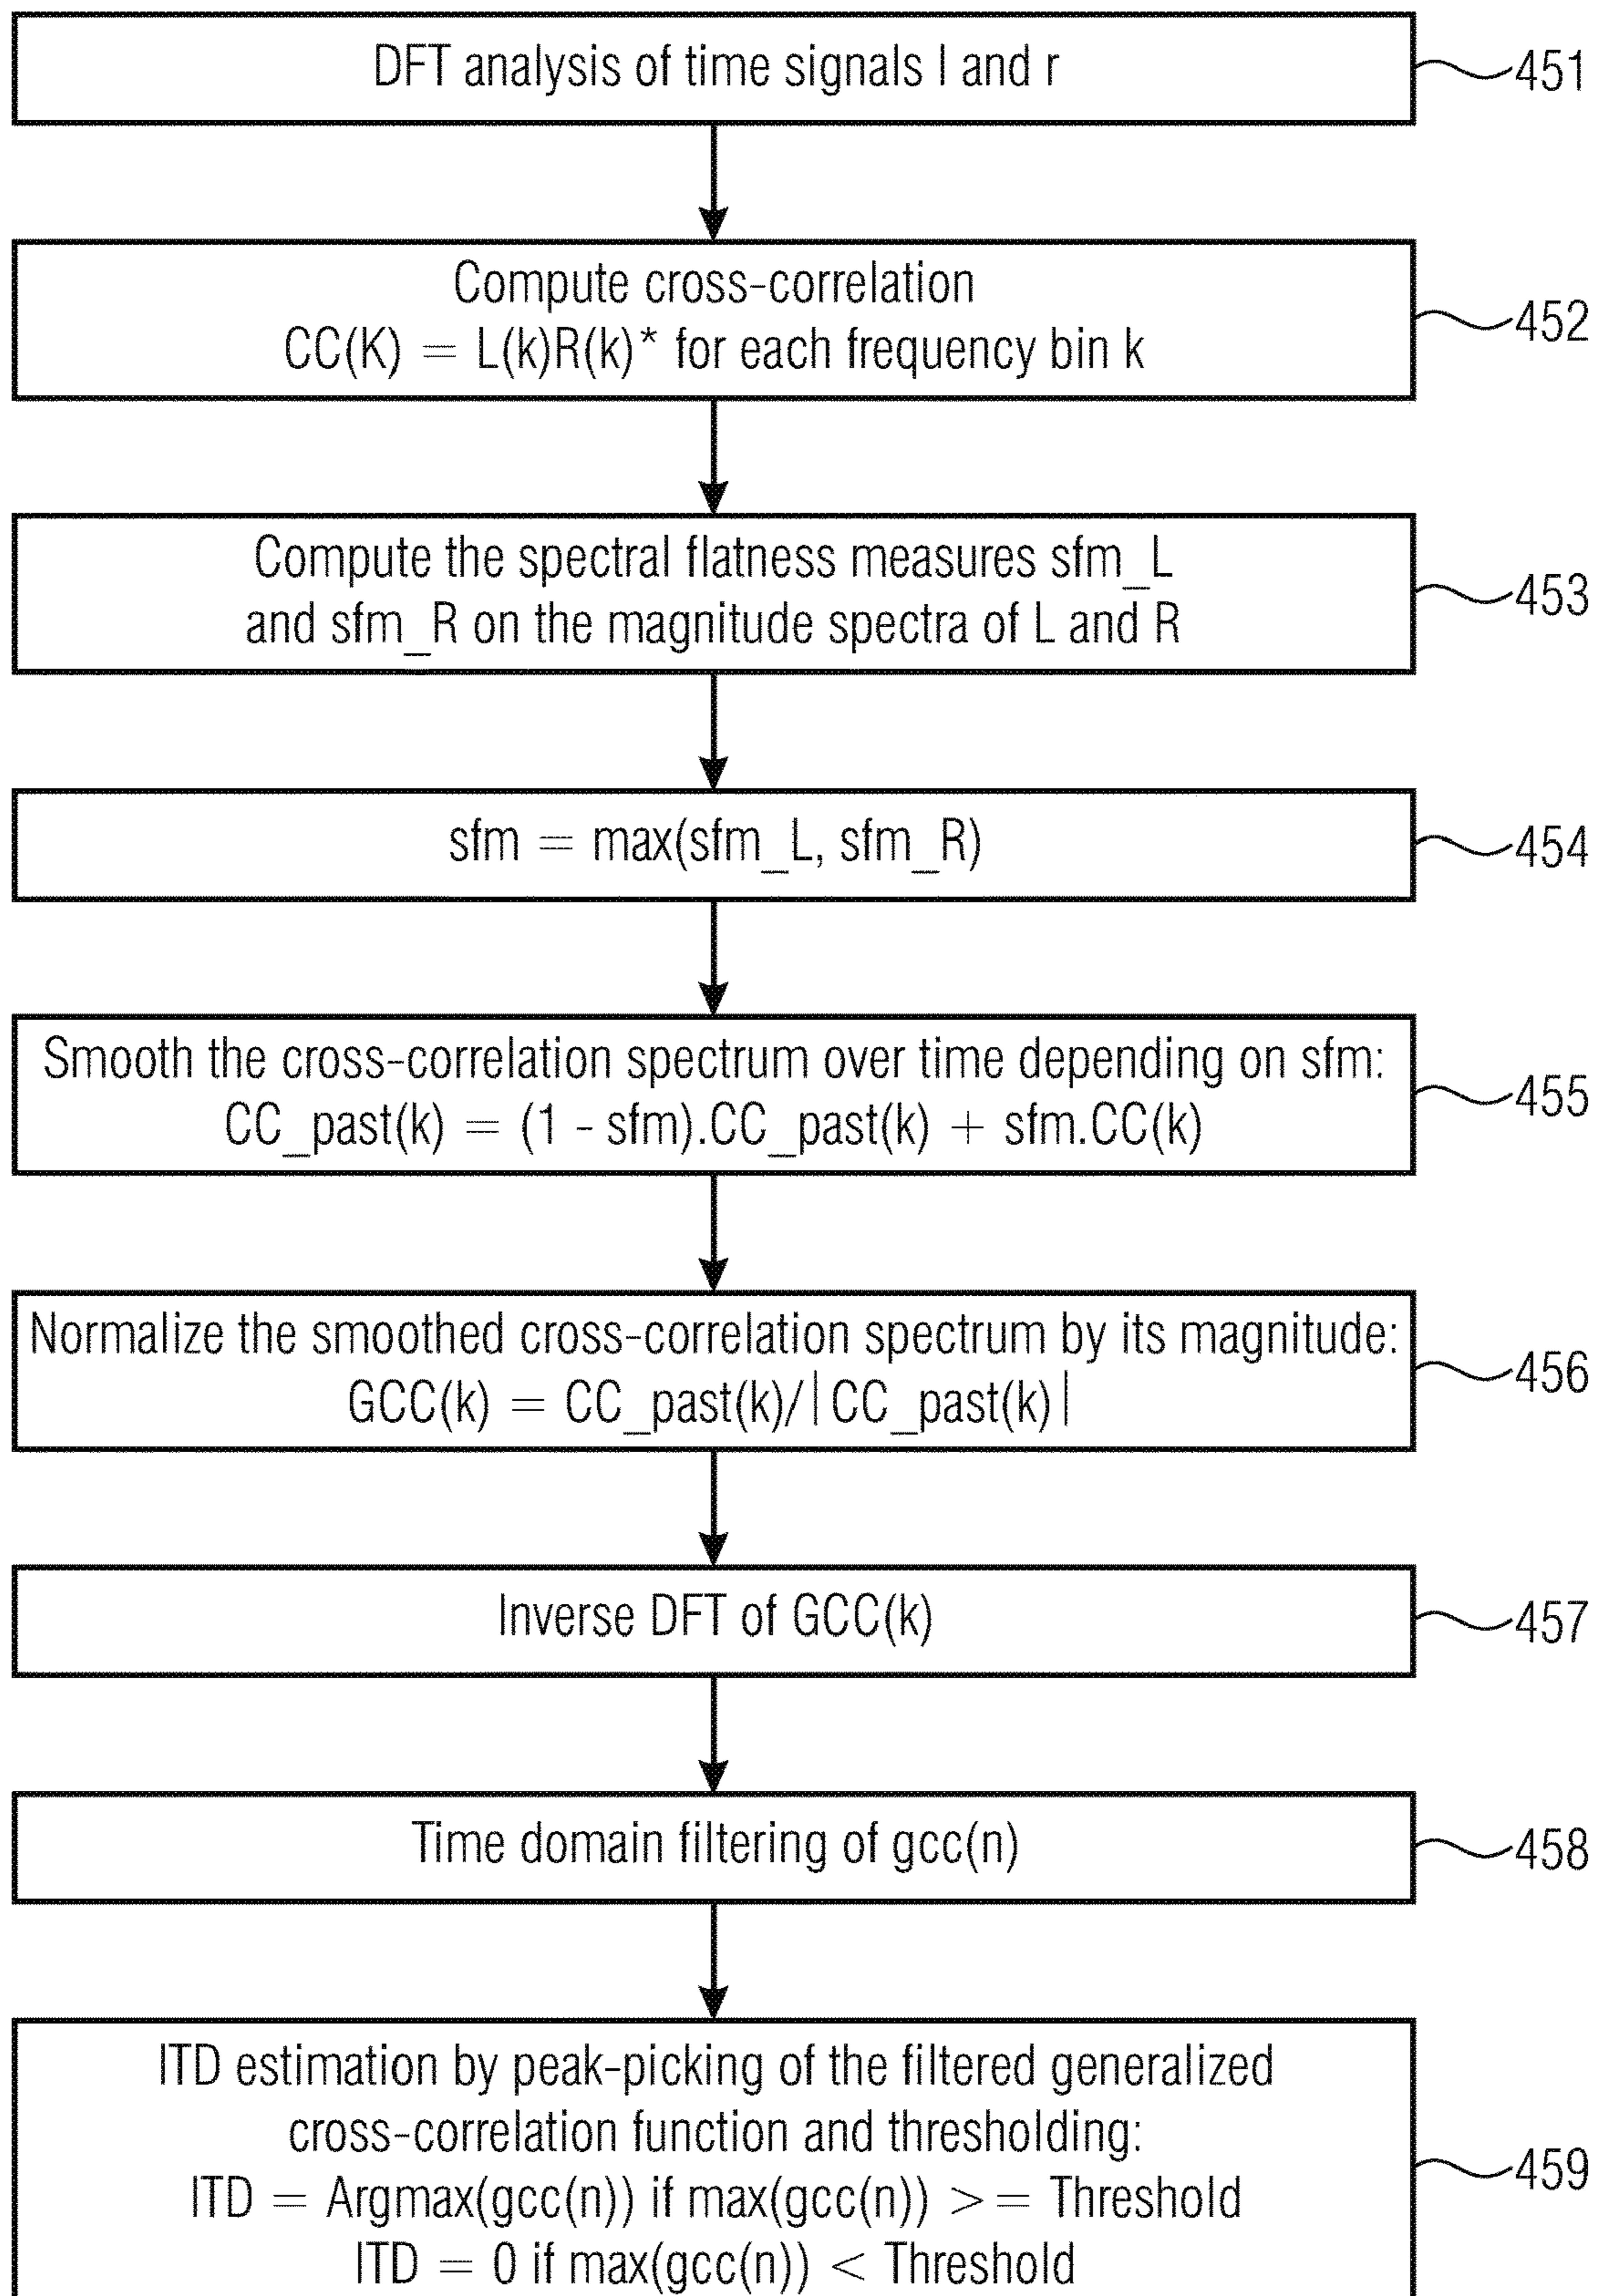 DFT analysis of time signals l and r
451
Compute cross-correlation
CC(K) = L(k)R(k)* for each frequency bin k
452
Compute the spectral flatness measures sfm_L
and sfm_R on the magnitude spectra of L and R
453
sfm = max(sfm_L, sfm_R)
454
Smooth the cross-correlation spectrum over time depending on sfm:
CC_past(k) = (1 - sfm).CC_past(k) + sfm.CC(k)
455
Normalize the smoothed cross-correlation spectrum by its magnitude:
GCC(k) = CC_past(k)/|CC_past(k)|
456
Inverse DFT of GCC(k)
457
Time domain filtering of gcc(n)
458
ITD estimation by peak-picking of the filtered generalized
cross-correlation function and thresholding:
ITD = Argmax(gcc(n)) if max(gcc(n)) >= Threshold
ITD = 0 if max(gcc(n)) < Threshold
459